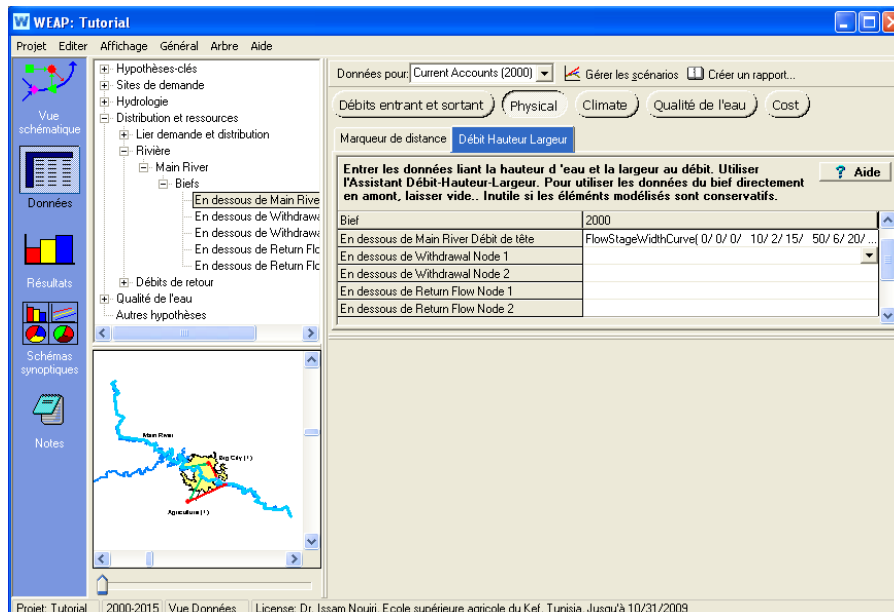 WEAP: Tutorial
Projet Editer Affichage Général Arbre Aide
Vue schématique
Données
Résultats
Schémas synoptiques
Notes
Hypothèses-clés
Sites de demande
Hydrologie
Distribution et ressources
Lier demande et distribution
Rivière
Main River
Biefs
En dessous de Main Rive
En dessous de Withdrawa
En dessous de Withdrawa
En dessous de Return Flc
En dessous de Return Flc
Débits de retour
Qualité de l'eau
Autres hypothèses
Main River
Big City (1)
Agriculture (1)
Données pour: Current Accounts (2000) Gérer les scénarios Créer un rapport...
Débits entrant et sortant Physical Climate Qualité de l'eau Cost
Marqueur de distance Débit Hauteur Largeur
Entrer les données liant la hauteur d 'eau et la largeur au débit. Utiliser
l'Assistant Débit-Hauteur-Largeur. Pour utiliser les données du bief directement
en amont, laisser vide.. Inutile si les éléments modélisés sont conservatifs.
? Aide
Bief 2000
En dessous de Main River Débit de tête FlowStageWidthCurve( 0/ 0/ 0/ 10/ 2/ 15/ 50/ 6/ 20/ ...
En dessous de Withdrawal Node 1
En dessous de Withdrawal Node 2
En dessous de Return Flow Node 1
En dessous de Return Flow Node 2
Projet: Tutorial 2000-2015 Vue Données License: Dr. Issam Nouiri, Ecole supérieure agricole du Kef, Tunisia, Jusqu'à 10/31/2009